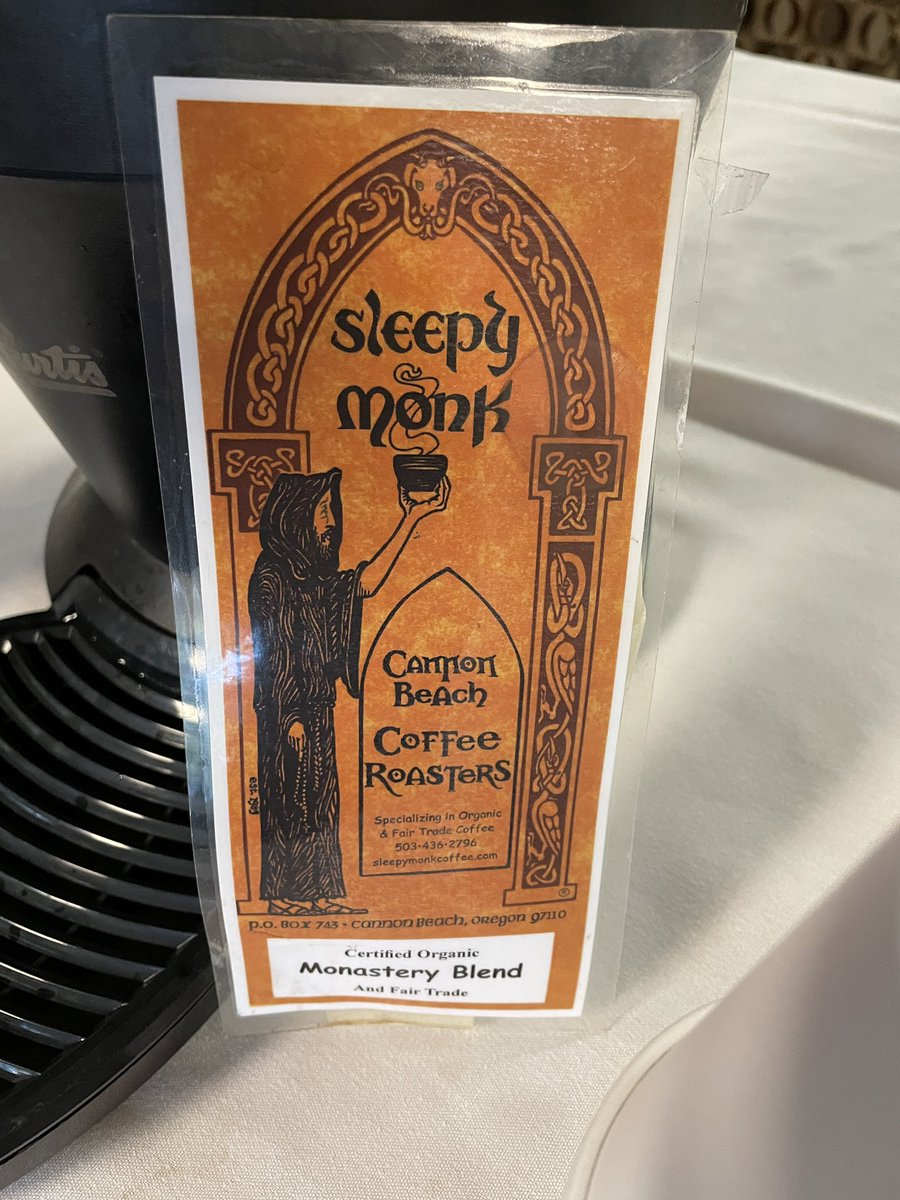 sleepy
monk
Cannon
Beach
Coffee
Roasters
Specializing in Organic
& Fair Trade Coffee
503·436·2796
sleepymonkcoffee.com
®
P.O. BOX 743 · Cannon Beach, Oregon 97110
Certified Organic
Monastery Blend
And Fair Trade